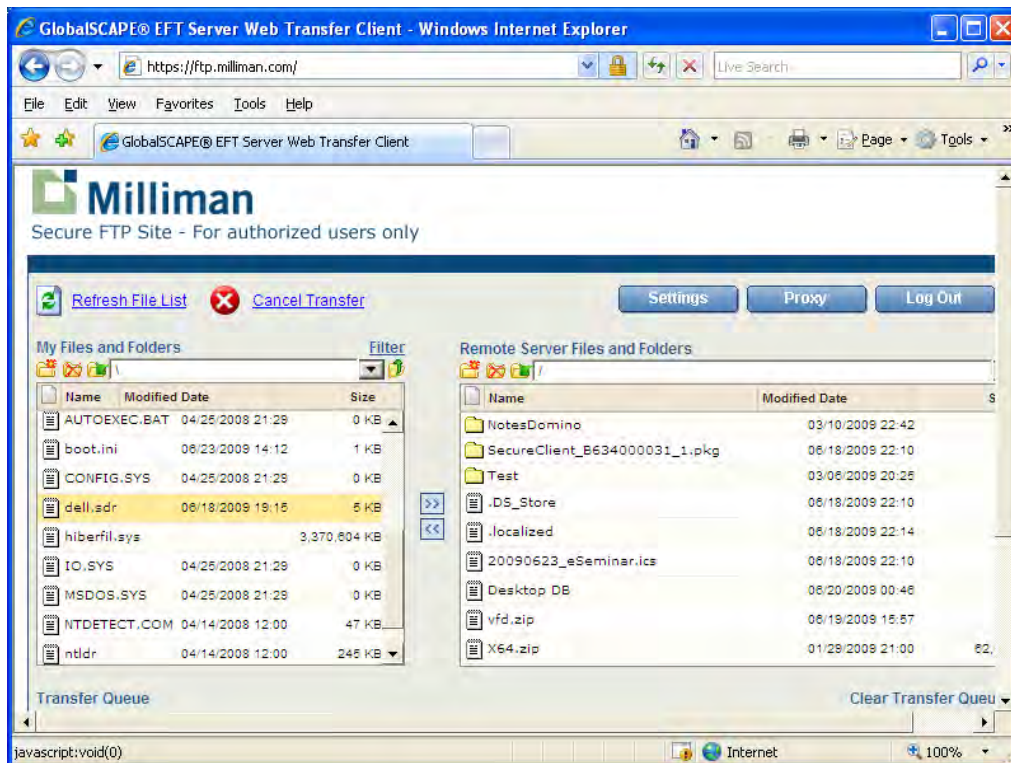 GlobalSCAPE® EFT Server Web Transfer Client - Windows Internet Explorer
https://ftp.milliman.com/ Live Search
File Edit View Favorites Tools Help
GlobalSCAPE® EFT Server Web Transfer Client Page Tools
Milliman
Secure FTP Site - For authorized users only
Refresh File List Cancel Transfer Settings Proxy Log Out
My Files and Folders Filter
\
Name Modified Date Size
AUTOEXEC.BAT 04/25/2008 21:29 0 KB
boot.ini 06/23/2009 14:12 1 KB
CONFIG.SYS 04/25/2008 21:29 0 KB
dell.sdr 06/18/2009 19:15 5 KB
hiberfil.sys 3,370,604 KB
IO.SYS 04/25/2008 21:29 0 KB
MSDOS.SYS 04/25/2008 21:29 0 KB
NTDETECT.COM 04/14/2008 12:00 47 KB
ntldr 04/14/2008 12:00 245 KB
>>
<<
Remote Server Files and Folders
/
Name Modified Date S
NotesDomino 03/10/2009 22:42
SecureClient_B634000031_1.pkg 06/18/2009 22:10
Test 03/06/2009 20:25
.DS_Store 06/18/2009 22:10
.localized 06/18/2009 22:14
20090623_eSeminar.ics 06/18/2009 22:10
Desktop DB 06/20/2009 00:46
vfd.zip 06/19/2009 15:57
X64.zip 01/29/2009 21:00 62,
Transfer Queue Clear Transfer Queu
javascript:void(0) Internet 100%